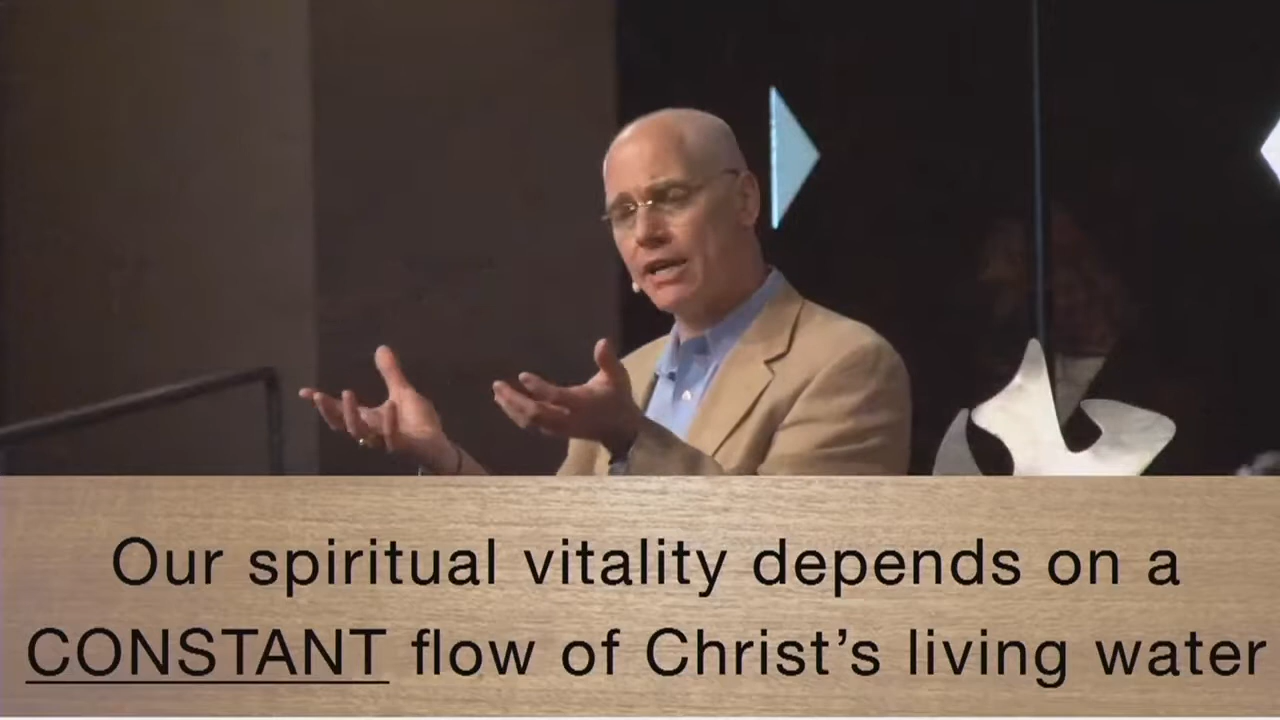 Our spiritual vitality depends on a
CONSTANT flow of Christ’s living water